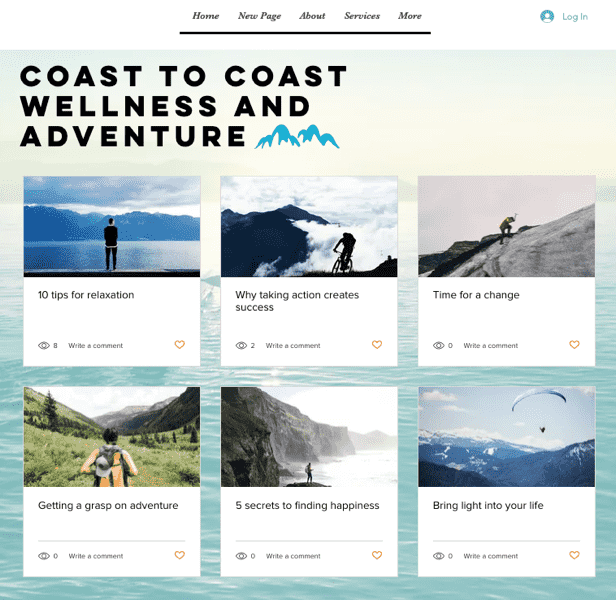 Home New Page About Services More Log In
COAST TO COAST
WELLNESS AND
ADVENTURE
10 tips for relaxation
8 Write a comment
Why taking action creates
success
2 Write a comment
Time for a change
0 Write a comment
Getting a grasp on adventure
0 Write a comment
5 secrets to finding happiness
0 Write a comment
Bring light into your life
0 Write a comment